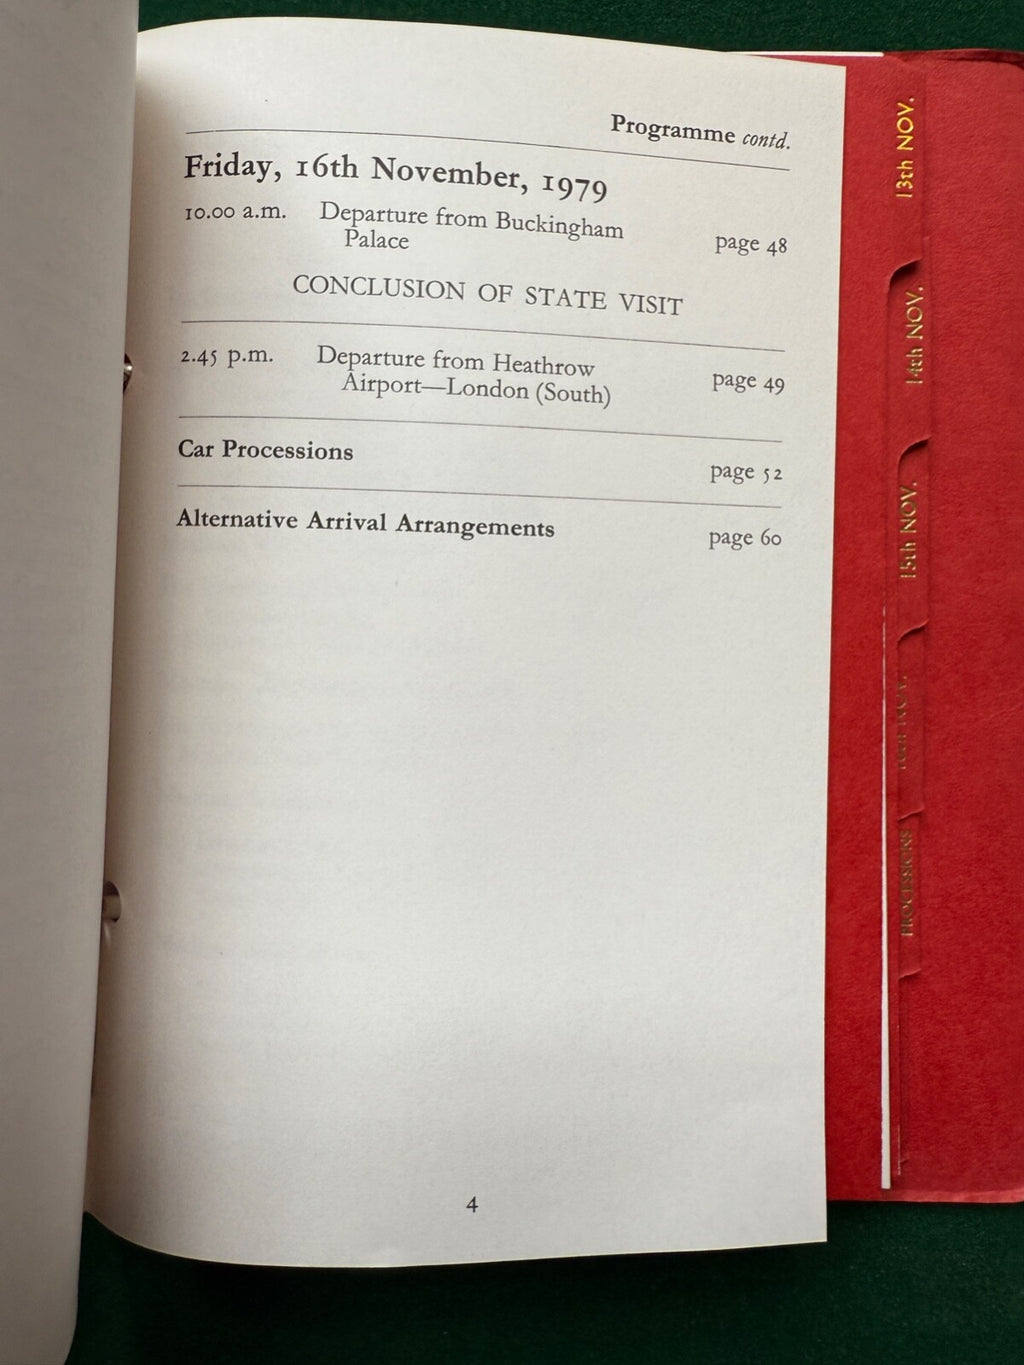 Programme contd.
Friday, 16th November, 1979
10.00 a.m. Departure from Buckingham
Palace page 48
CONCLUSION OF STATE VISIT
2.45 p.m. Departure from Heathrow
Airport—London (South) page 49
Car Processions page 52
Alternative Arrival Arrangements page 60
4
13th NOV.
14th NOV.
15th NOV.
16th NOV.
PROCESSIONS